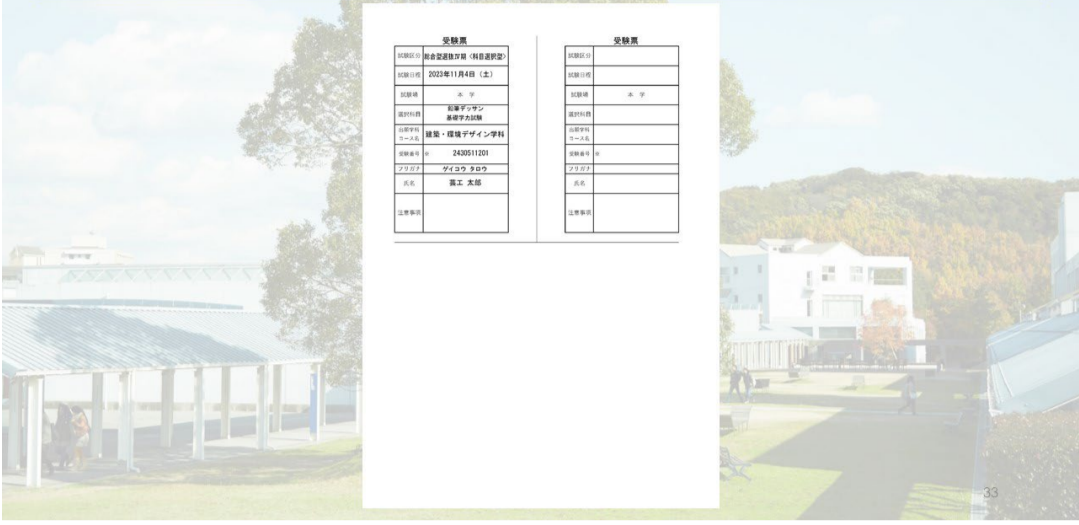 受験票
試験区分 総合型選抜Ⅳ期〈科目選択型〉
試験日程 2023年11月4日（土）
試験場 本 学
選択科目 鉛筆デッサン
基礎学力試験
出願学科
コース名 建築・環境デザイン学科
受験番号 ※ 2430511201
フリガナ ゲイコウ タロウ
氏名 芸工 太郎
注意事項
受験票
試験区分
試験日程
試験場 本 学
選択科目
出願学科
コース名
受験番号 ※
フリガナ
氏名
注意事項
33